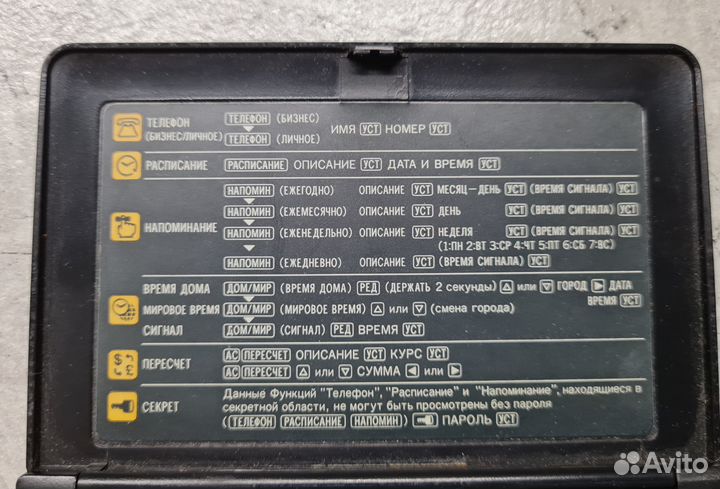 ТЕЛЕФОН (БИЗНЕС/ЛИЧНОЕ) ТЕЛЕФОН (БИЗНЕС)
ТЕЛЕФОН (ЛИЧНОЕ) ИМЯ УСТ НОМЕР УСТ
РАСПИСАНИЕ РАСПИСАНИЕ ОПИСАНИЕ УСТ ДАТА И ВРЕМЯ УСТ
НАПОМИНАНИЕ
НАПОМИН (ЕЖЕГОДНО) ОПИСАНИЕ УСТ МЕСЯЦ-ДЕНЬ УСТ (ВРЕМЯ СИГНАЛА) УСТ
НАПОМИН (ЕЖЕМЕСЯЧНО) ОПИСАНИЕ УСТ ДЕНЬ УСТ (ВРЕМЯ СИГНАЛА) УСТ
НАПОМИН (ЕЖЕНЕДЕЛЬНО) ОПИСАНИЕ УСТ НЕДЕЛЯ УСТ (ВРЕМЯ СИГНАЛА) УСТ
(1:ПН 2:ВТ 3:СР 4:ЧТ 5:ПТ 6:СБ 7:ВС)
НАПОМИН (ЕЖЕДНЕВНО) ОПИСАНИЕ УСТ (ВРЕМЯ СИГНАЛА) УСТ
ВРЕМЯ ДОМА ДОМ/МИР (ВРЕМЯ ДОМА) РЕД (ДЕРЖАТЬ 2 секунды) △ или ▽ ГОРОД ▶ ДАТА
ВРЕМЯ УСТ
МИРОВОЕ ВРЕМЯ ДОМ/МИР (МИРОВОЕ ВРЕМЯ) △ или ▽ (смена города)
СИГНАЛ ДОМ/МИР (СИГНАЛ) РЕД ВРЕМЯ УСТ
ПЕРЕСЧЕТ
АС ПЕРЕСЧЕТ ОПИСАНИЕ УСТ КУРС УСТ
АС ПЕРЕСЧЕТ △ или ▽ СУММА ◀ или ▶
СЕКРЕТ
Данные Функций "Телефон", "Расписание" и "Напоминание", находящиеся в
секретной области, не могут быть просмотрены без пароля
(ТЕЛЕФОН РАСПИСАНИЕ НАПОМИН) ПАРОЛЬ УСТ
Avito